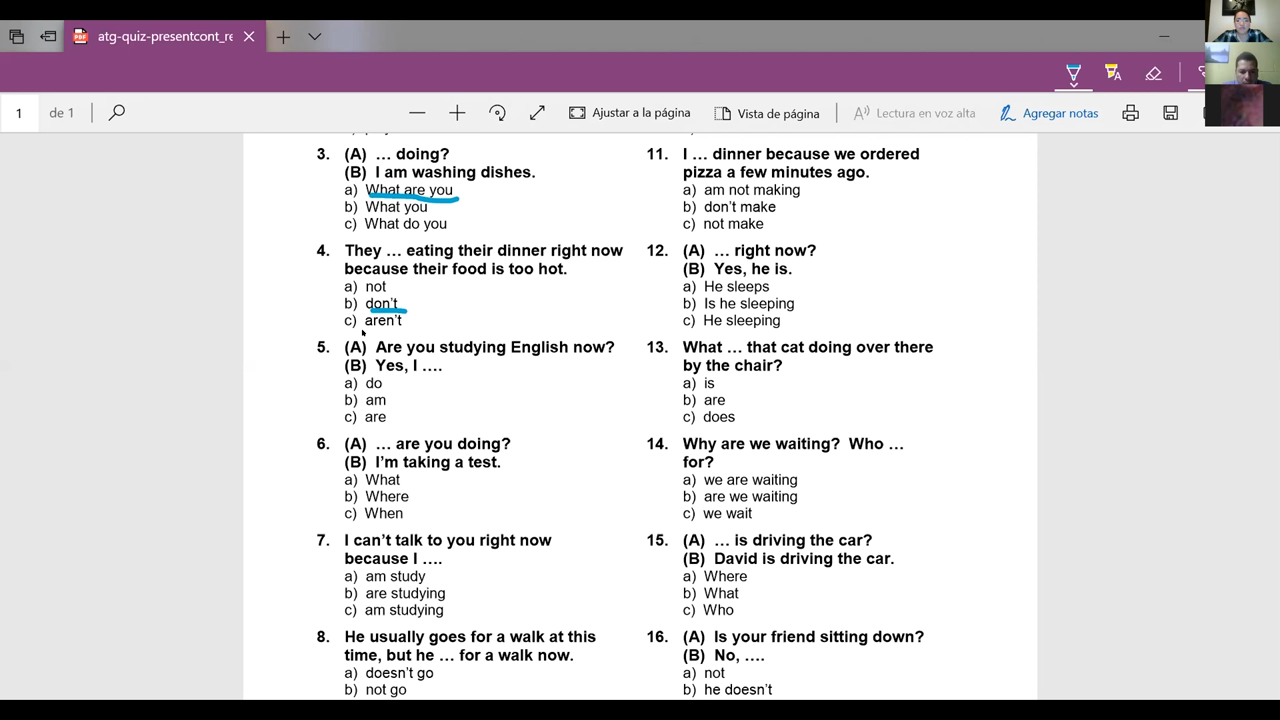 atg-quiz-presentcont_re
1 de 1
Ajustar a la página
Vista de página
Lectura en voz alta
Agregar notas
3. (A) … doing?
(B) I am washing dishes.
a) What are you
b) What you
c) What do you
4. They … eating their dinner right now
because their food is too hot.
a) not
b) don't
c) aren't
5. (A) Are you studying English now?
(B) Yes, I ….
a) do
b) am
c) are
6. (A) … are you doing?
(B) I'm taking a test.
a) What
b) Where
c) When
7. I can't talk to you right now
because I ….
a) am study
b) are studying
c) am studying
8. He usually goes for a walk at this
time, but he … for a walk now.
a) doesn't go
b) not go
11. I … dinner because we ordered
pizza a few minutes ago.
a) am not making
b) don't make
c) not make
12. (A) … right now?
(B) Yes, he is.
a) He sleeps
b) Is he sleeping
c) He sleeping
13. What … that cat doing over there
by the chair?
a) is
b) are
c) does
14. Why are we waiting? Who …
for?
a) we are waiting
b) are we waiting
c) we wait
15. (A) … is driving the car?
(B) David is driving the car.
a) Where
b) What
c) Who
16. (A) Is your friend sitting down?
(B) No, ….
a) not
b) he doesn't